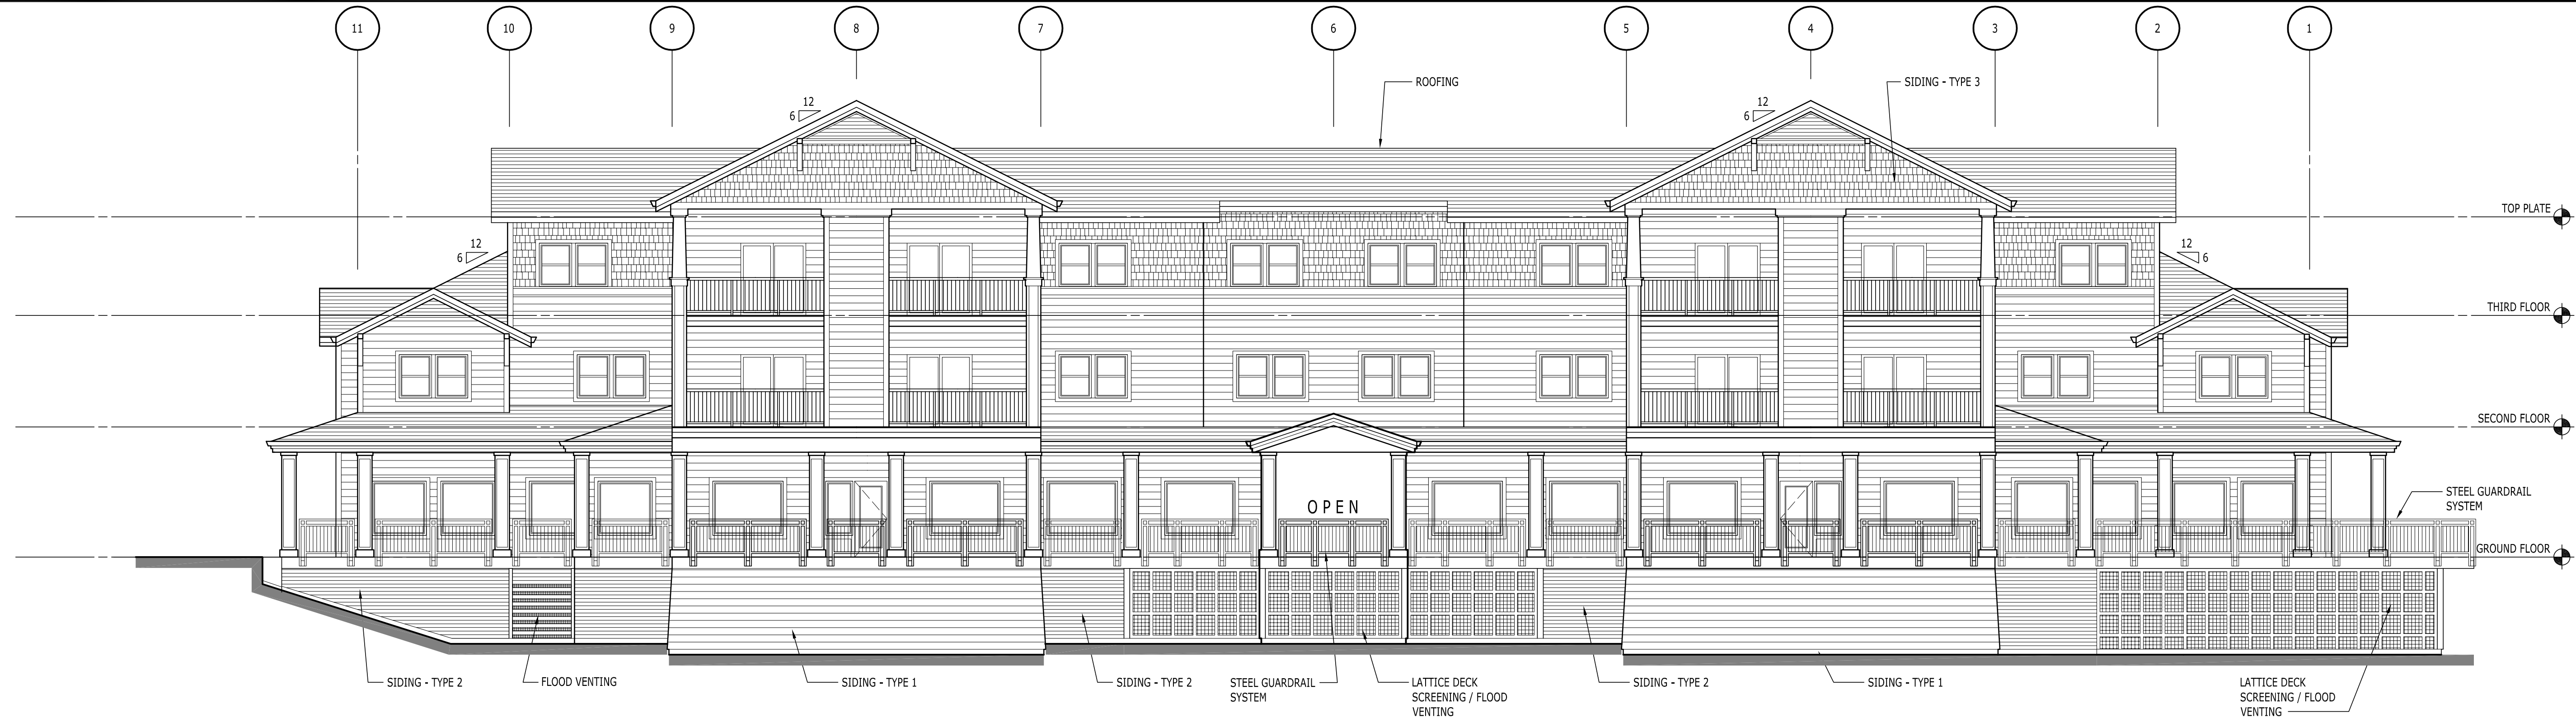 11 10 9 8 7 6 5 4 3 2 1
ROOFING
SIDING - TYPE 3
12
6
12
6
TOP PLATE
12
6
12
6
THIRD FLOOR
SECOND FLOOR
STEEL GUARDRAIL
SYSTEM
OPEN
GROUND FLOOR
SIDING - TYPE 2
FLOOD VENTING
SIDING - TYPE 1
SIDING - TYPE 2
STEEL GUARDRAIL
SYSTEM
LATTICE DECK
SCREENING / FLOOD
VENTING
SIDING - TYPE 2
SIDING - TYPE 1
LATTICE DECK
SCREENING / FLOOD
VENTING